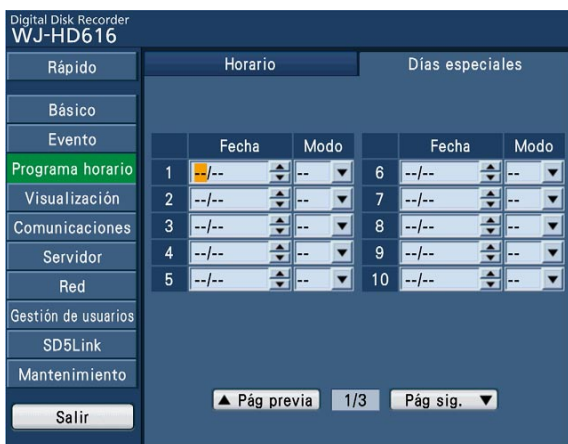 Digital Disk Recorder
WJ-HD616
Rápido
Horario
Días especiales
Básico
Evento
Programa horario
Visualización
Comunicaciones
Servidor
Red
Gestión de usuarios
SD5Link
Mantenimiento
Salir
Fecha Modo Fecha Modo
1 --/-- -- 6 --/-- --
2 --/-- -- 7 --/-- --
3 --/-- -- 8 --/-- --
4 --/-- -- 9 --/-- --
5 --/-- -- 10 --/-- --
▲ Pág previa 1/3 Pág sig. ▼